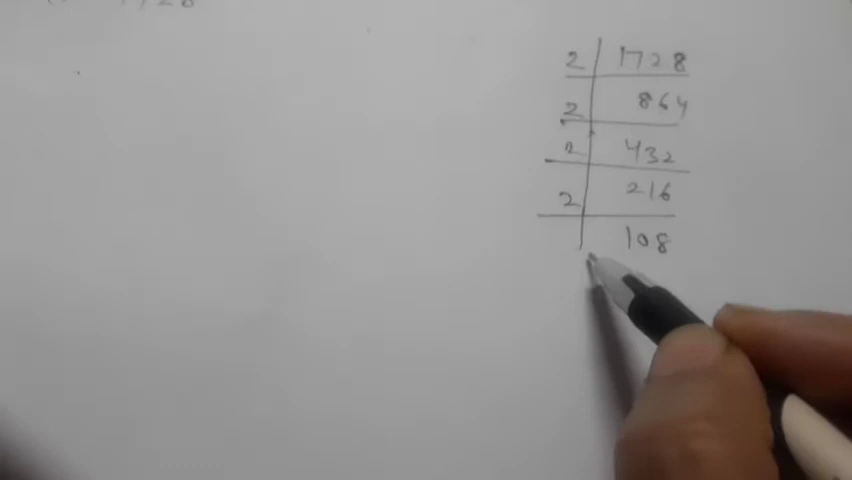 2 | 1728
2 | 864
2 | 432
2 | 216
| 108